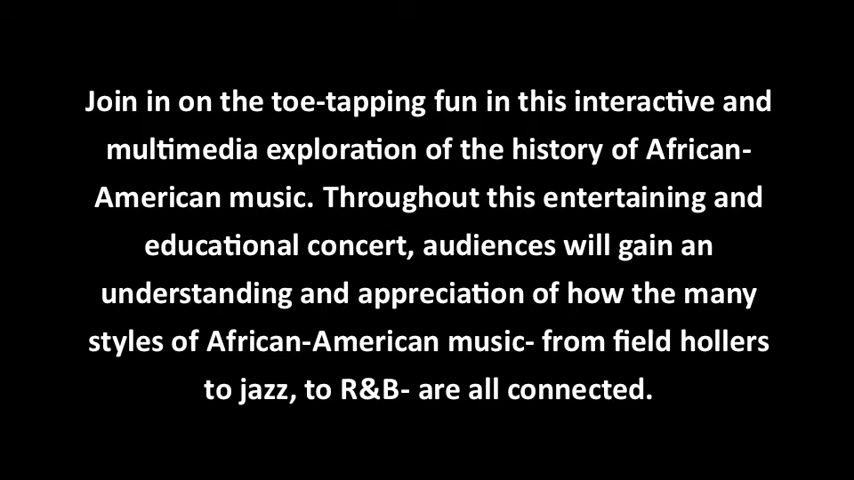 Join in on the toe-tapping fun in this interactive and
multimedia exploration of the history of African-
American music. Throughout this entertaining and
educational concert, audiences will gain an
understanding and appreciation of how the many
styles of African-American music- from field hollers
to jazz, to R&B- are all connected.